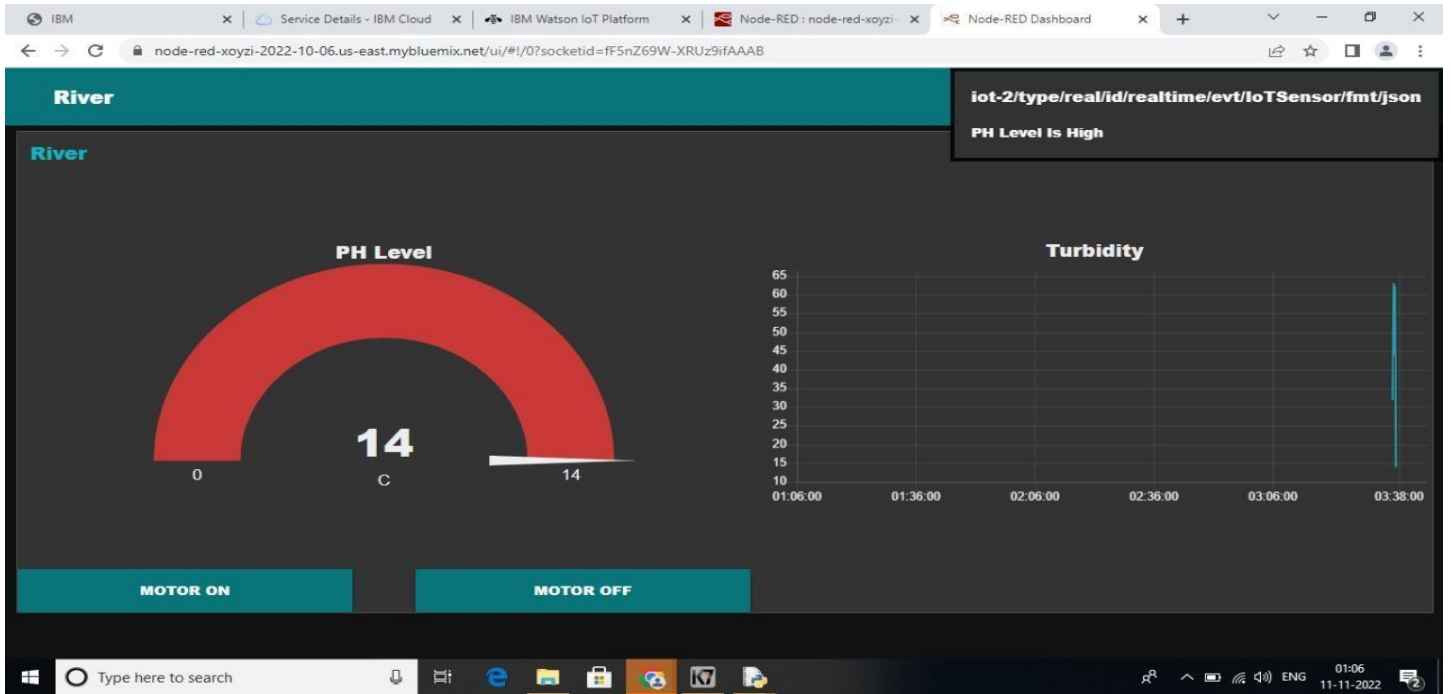 IBM
Service Details - IBM Cloud
IBM Watson IoT Platform
Node-RED : node-red-xoyzi-
Node-RED Dashboard
node-red-xoyzi-2022-10-06.us-east.mybluemix.net/ui/#!/0?socketid=fF5nZ69W-XRUz9ifAAAB
River
iot-2/type/real/id/realtime/evt/IoTSensor/fmt/json
PH Level Is High
River
PH Level
14
C
0
14
Turbidity
65
60
55
50
45
40
35
30
25
20
15
10
01:06:00 01:36:00 02:06:00 02:36:00 03:06:00 03:38:00
MOTOR ON
MOTOR OFF
Type here to search
K7
ENG
01:06
11-11-2022
2